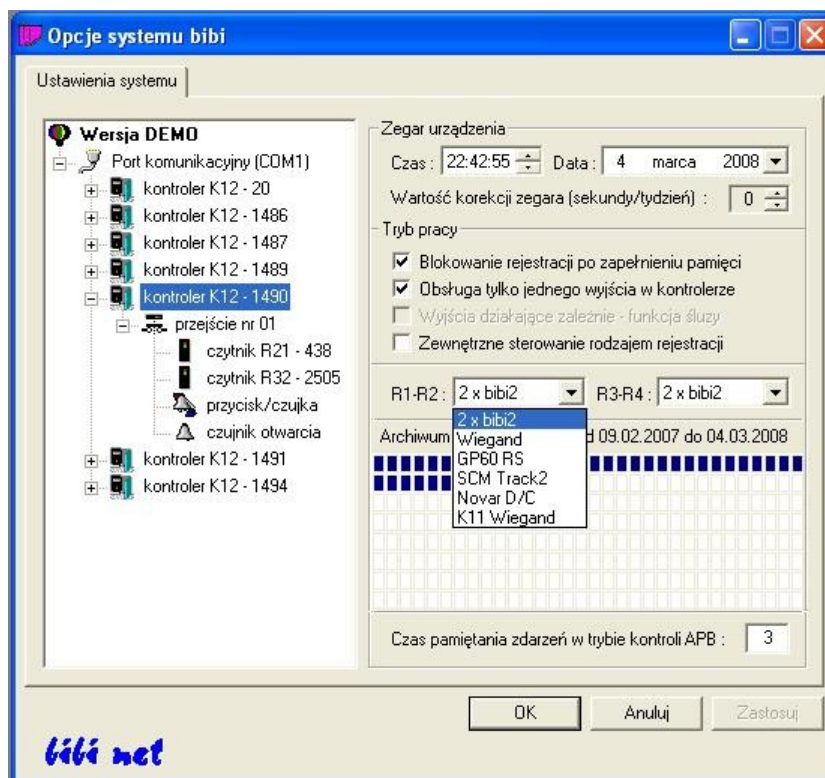 Opcje systemu bibi
Ustawienia systemu
Wersja DEMO
Port komunikacyjny (COM1)
kontroler K12 - 20
kontroler K12 - 1486
kontroler K12 - 1487
kontroler K12 - 1489
kontroler K12 - 1490
przejście nr 01
czytnik R21 - 438
czytnik R32 - 2505
przycisk/czujka
czujnik otwarcia
kontroler K12 - 1491
kontroler K12 - 1494
Zegar urządzenia
Czas : 22:42:55 Data : 4 marca 2008
Wartość korekcji zegara (sekundy/tydzień) : 0
Tryb pracy
Blokowanie rejestracji po zapełnieniu pamięci
Obsługa tylko jednego wyjścia w kontrolerze
Wyjścia działające zależnie - funkcja śluzy
Zewnętrzne sterowanie rodzajem rejestracji
R1-R2 : 2 x bibi2 R3-R4 : 2 x bibi2
2 x bibi2
Wiegand
GP60 RS
SCM Track2
Novar D/C
K11 Wiegand
Archiwum d 09.02.2007 do 04.03.2008
Czas pamiętania zdarzeń w trybie kontroli APB : 3
OK Anuluj Zastosuj
bibi net